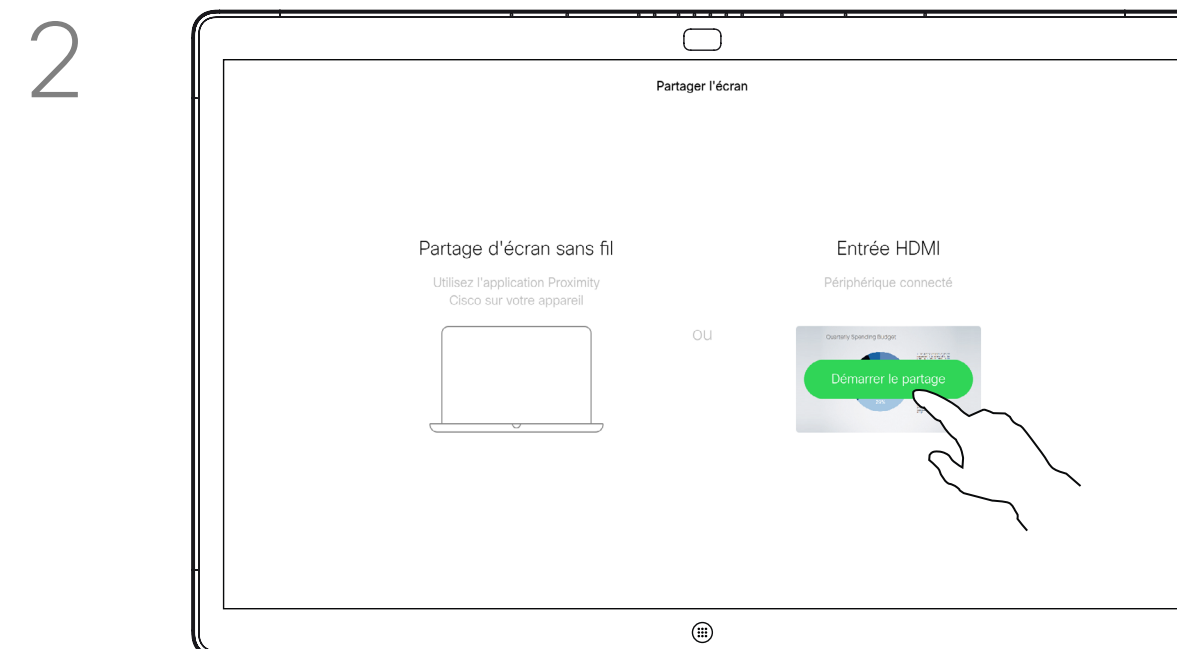 2
Partager l'écran
Partage d'écran sans fil
Utilisez l'application Proximity
Cisco sur votre appareil
ou
Entrée HDMI
Périphérique connecté
Quarterly Spending Budget
Démarrer le partage